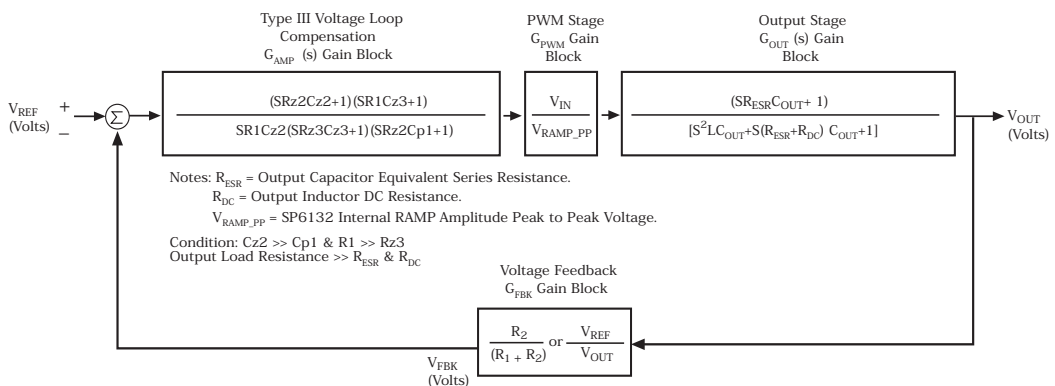 Type III Voltage Loop
Compensation
G_AMP (s) Gain Block
PWM Stage
G_PWM Gain
Block
Output Stage
G_OUT (s) Gain
Block
V_REF
(Volts)
+
−
Σ
(SRz2Cz2+1)(SR1Cz3+1)
SR1Cz2(SRz3Cz3+1)(SRz2Cp1+1)
V_IN
V_RAMP_PP
(SR_ESRC_OUT+ 1)
[S^2LC_OUT+S(R_ESR+R_DC) C_OUT+1]
V_OUT
(Volts)
Notes: R_ESR = Output Capacitor Equivalent Series Resistance.
R_DC = Output Inductor DC Resistance.
V_RAMP_PP = SP6132 Internal RAMP Amplitude Peak to Peak Voltage.
Condition: Cz2 >> Cp1 & R1 >> Rz3
Output Load Resistance >> R_ESR & R_DC
Voltage Feedback
G_FBK Gain Block
R_2
(R_1 + R_2)
or
V_REF
V_OUT
V_FBK
(Volts)